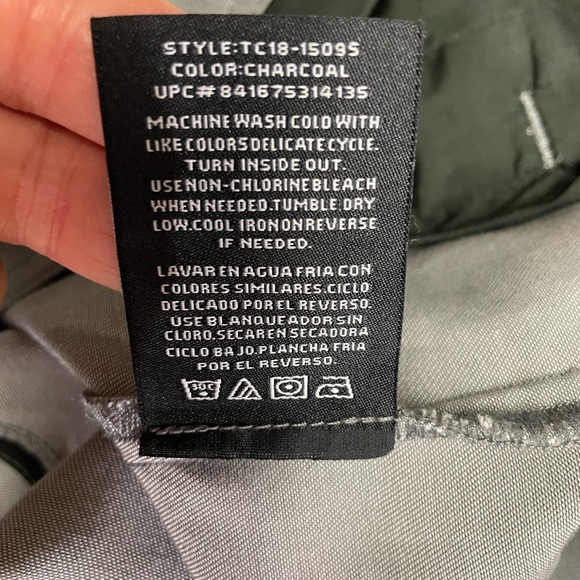 STYLE:TC18-15095
COLOR:CHARCOAL
UPC# 841675314135
MACHINE WASH COLD WITH
LIKE COLORS DELICATE CYCLE.
TURN INSIDE OUT.
USE NON-CHLORINE BLEACH
WHEN NEEDED. TUMBLE DRY
LOW. COOL IRON ON REVERSE
IF NEEDED.
LAVAR EN AGUA FRIA CON
COLORES SIMILARES. CICLO
DELICADO POR EL REVERSO.
USE BLANQUEADOR SIN
CLORO. SECAR EN SECADORA
CICLO BAJO. PLANCHA FRIA
POR EL REVERSO.
30C